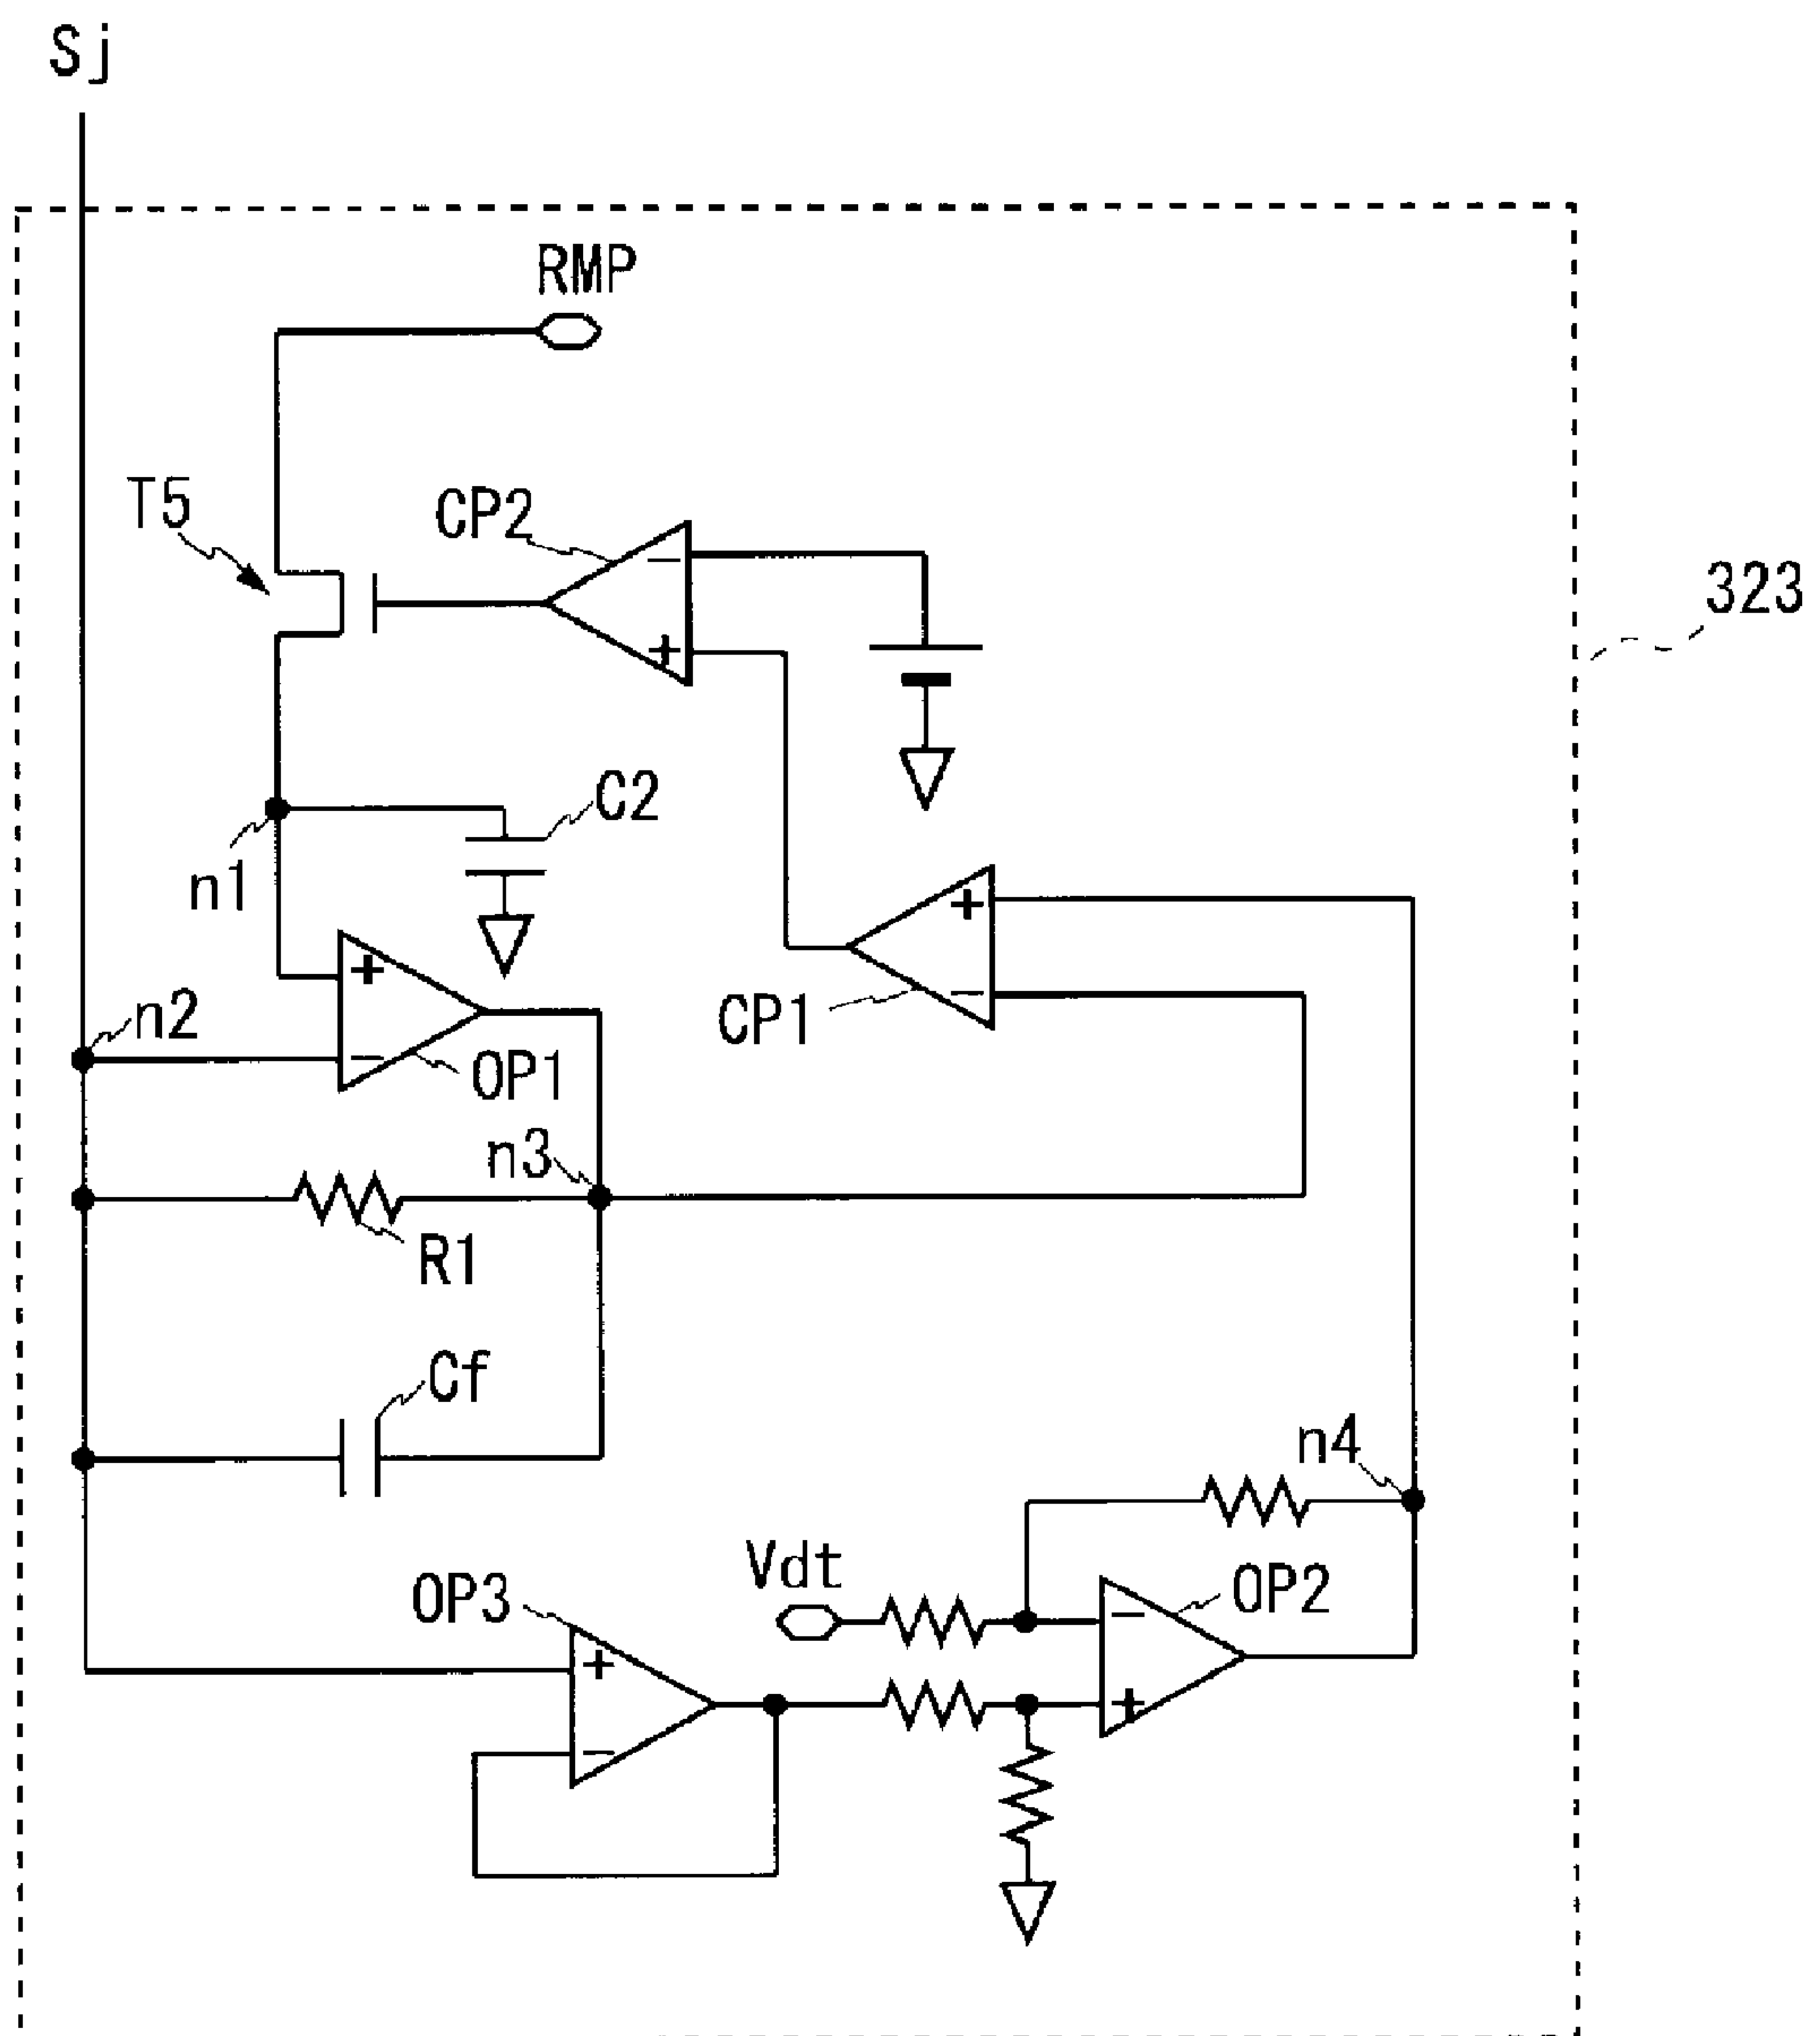 Sj
RMP
T5
CP2
323
C2
n1
+
-
-
+
+
-
n2
CP1
OP1
n3
R1
Cf
n4
Vdt
OP3
OP2
-
+
+
-